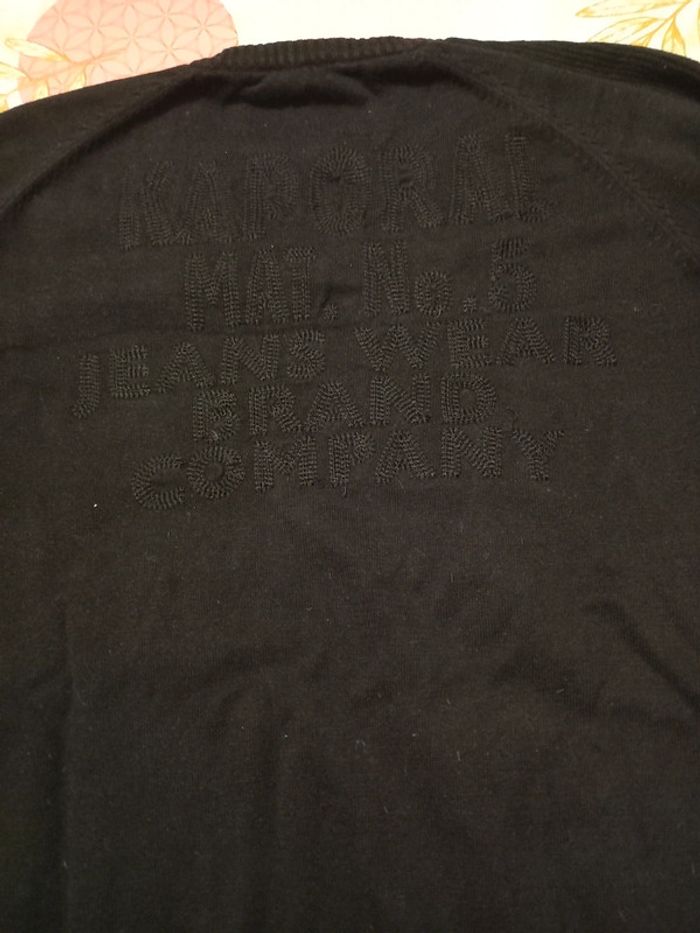 KAPORAL
MAT. No. 5
JEANS WEAR
BRAND
COMPANY